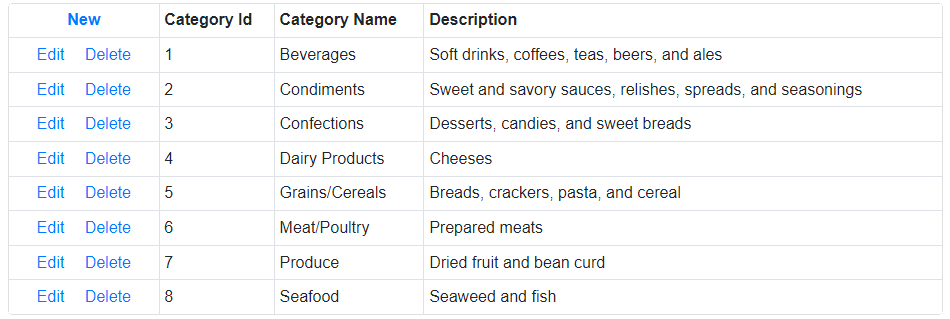 New Category Id Category Name Description
Edit Delete 1 Beverages Soft drinks, coffees, teas, beers, and ales
Edit Delete 2 Condiments Sweet and savory sauces, relishes, spreads, and seasonings
Edit Delete 3 Confections Desserts, candies, and sweet breads
Edit Delete 4 Dairy Products Cheeses
Edit Delete 5 Grains/Cereals Breads, crackers, pasta, and cereal
Edit Delete 6 Meat/Poultry Prepared meats
Edit Delete 7 Produce Dried fruit and bean curd
Edit Delete 8 Seafood Seaweed and fish